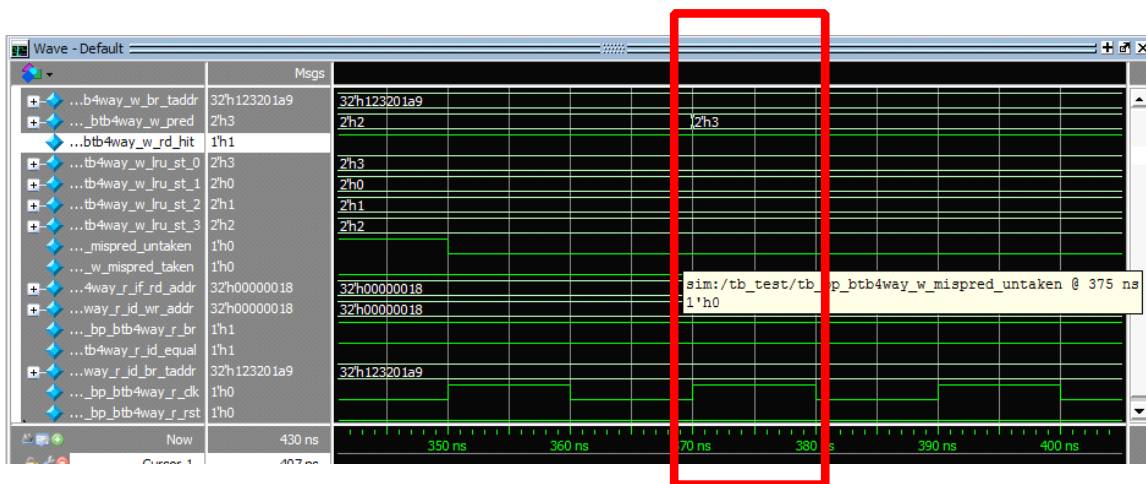 Wave - Default
Msgs
...b4way_w_br_taddr 32'h123201a9 32'h123201a9
..._btb4way_w_pred 2'h3 2'h2 2'h3
...btb4way_w_rd_hit 1'h1
...tb4way_w_lru_st_0 2'h3 2'h3
...tb4way_w_lru_st_1 2'h0 2'h0
...tb4way_w_lru_st_2 2'h1 2'h1
...tb4way_w_lru_st_3 2'h2 2'h2
..._mispred_untaken 1'h0
..._w_mispred_taken 1'h0
...4way_r_if_rd_addr 32'h00000018 32'h00000018
sim:/tb_test/tb_bp_btb4way_w_mispred_untaken @ 375 ns
1'h0
...way_r_id_wr_addr 32'h00000018 32'h00000018
..._bp_btb4way_r_br 1'h1
...tb4way_r_id_equal 1'h1
...way_r_id_br_taddr 32'h123201a9 32'h123201a9
..._bp_btb4way_r_clk 1'h0
..._bp_btb4way_r_rst 1'h0
Now 430 ns 350 ns 360 ns 370 ns 380 ns 390 ns 400 ns
Cursor 1 407 ns